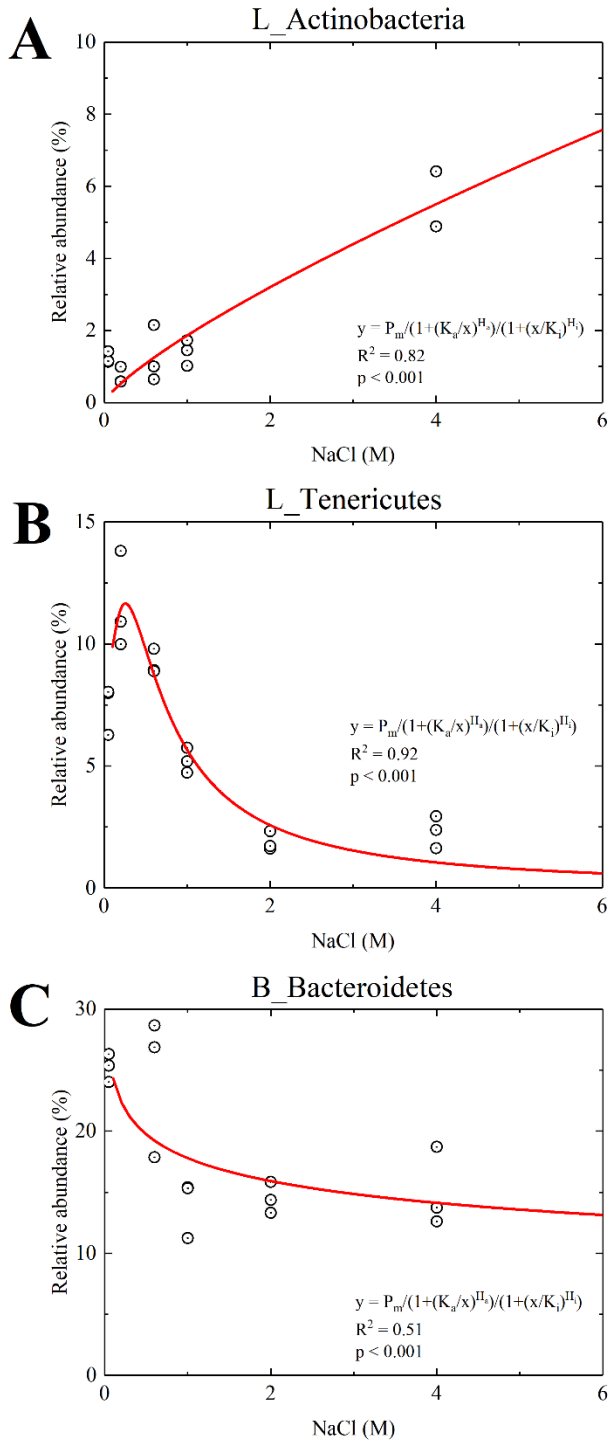 A
L_Actinobacteria
10
8
6
4
2
0
Relative abundance (%)
y = Pₘ/(1+(Kₐ/x)^Hₐ)/(1+(x/Kᵢ)^Hᵢ)
R² = 0.82
p < 0.001
0 2 4 6
NaCl (M)
B
L_Tenericutes
15
10
5
0
Relative abundance (%)
y = Pₘ/(1+(Kₐ/x)^Hₐ)/(1+(x/Kᵢ)^Hᵢ)
R² = 0.92
p < 0.001
0 2 4 6
NaCl (M)
C
B_Bacteroidetes
30
20
10
0
Relative abundance (%)
y = Pₘ/(1+(Kₐ/x)^Hₐ)/(1+(x/Kᵢ)^Hᵢ)
R² = 0.51
p < 0.001
0 2 4 6
NaCl (M)